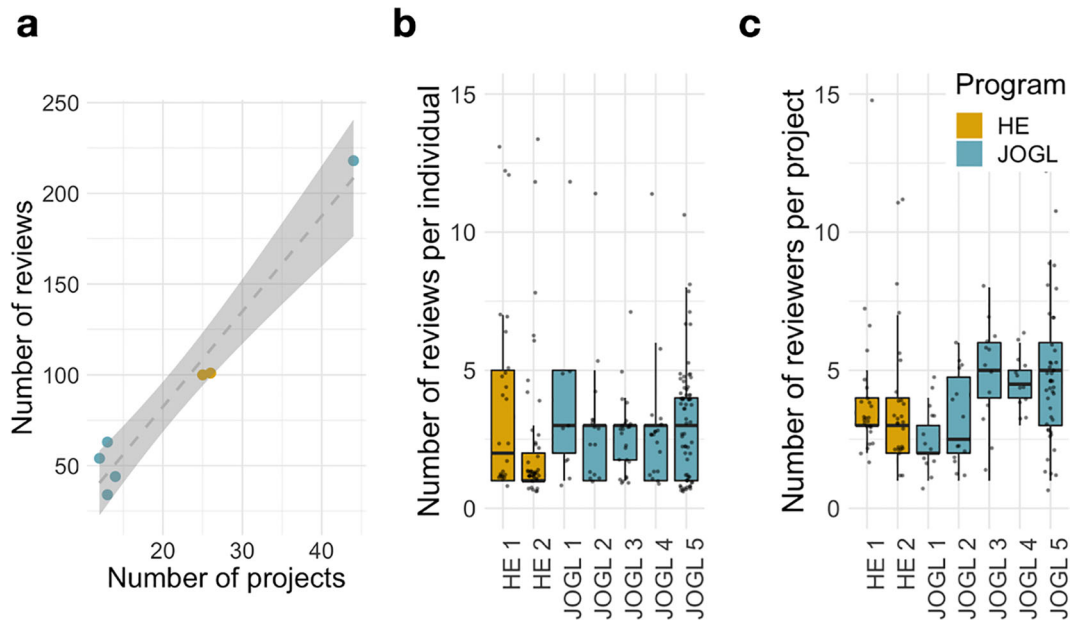 a
b
c
Number of reviews
250
200
150
100
50
20
30
40
Number of projects
Number of reviews per individual
15
10
5
0
HE 1
HE 2
JOGL 1
JOGL 2
JOGL 3
JOGL 4
JOGL 5
Number of reviewers per project
15
10
5
0
HE 1
HE 2
JOGL 1
JOGL 2
JOGL 3
JOGL 4
JOGL 5
Program
HE
JOGL